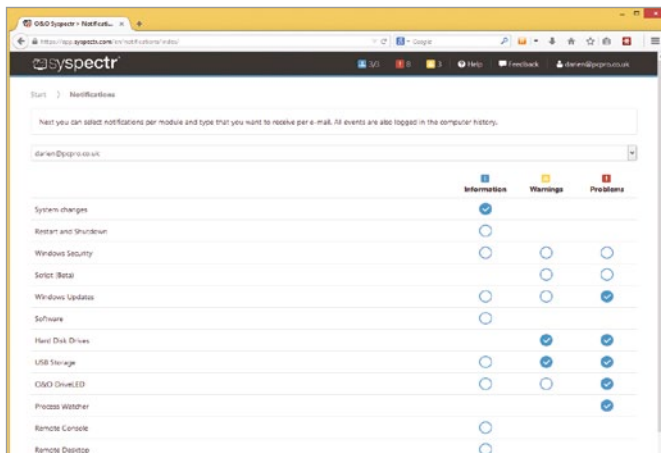 O&O Syspectr > Notificati...
https://app.syspectr.com/en/notifications/index/
Google
syspectr
3/3
0
3
Help
Feedback
darien@pcpro.co.uk
Start > Notifications
Next you can select notifications per module and type that you want to receive per e-mail. All events are also logged in the computer history.
darien@pcpro.co.uk
Information Warnings Problems
System changes
Restart and Shutdown
Windows Security
Script (Beta)
Windows Updates
Software
Hard Disk Drives
USB Storage
O&O DriveLED
Process Watcher
Remote Console
Remote Desktop